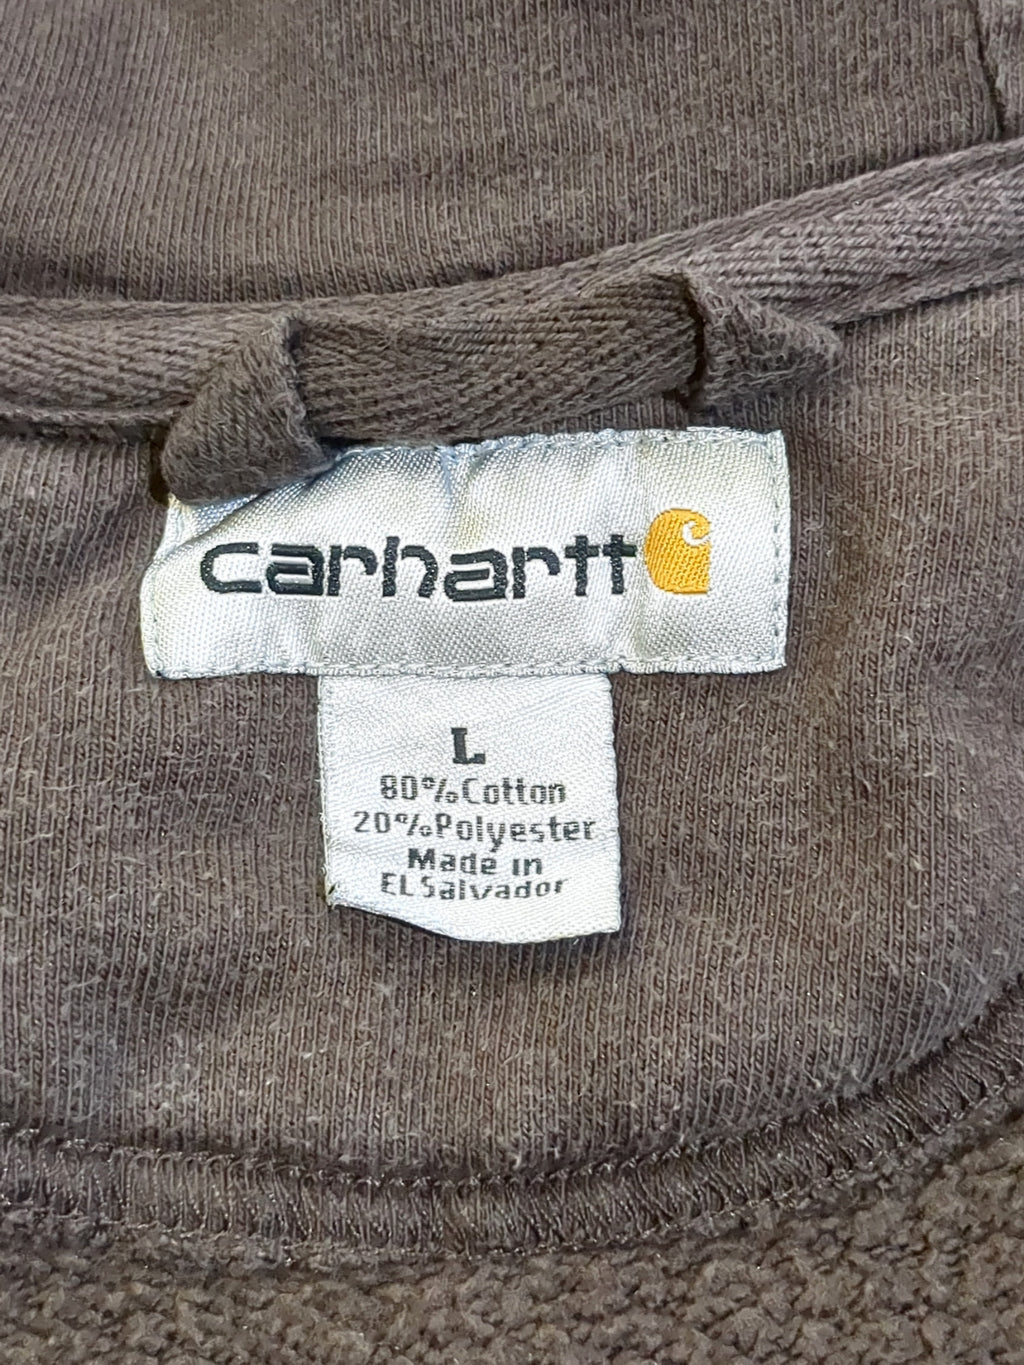 carhartt
L
80%Cotton
20%Polyester
Made in
EL Salvador